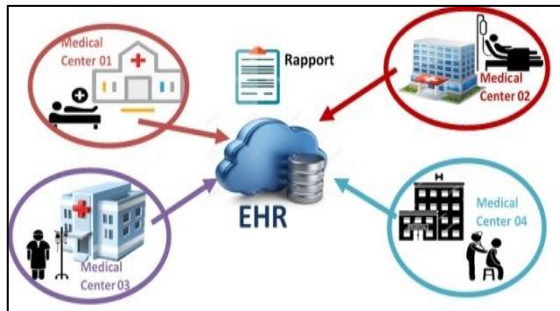 Medical
Center 01
Rapport
Medical
Center 02
EHR
Medical
Center 03
Medical
Center 04
H